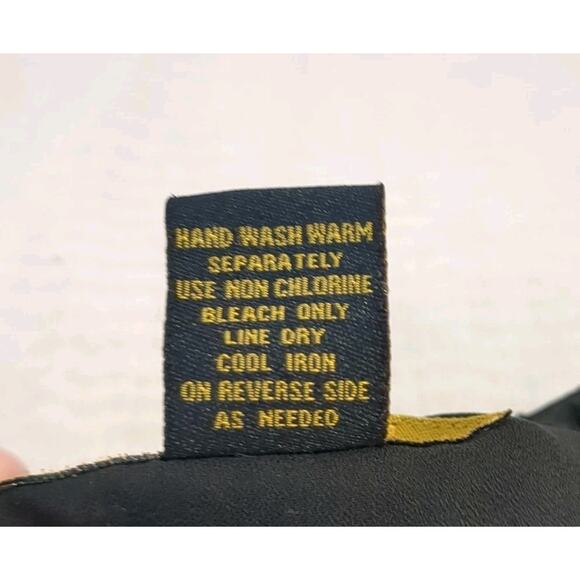 HAND WASH WARM
SEPARATELY
USE NON CHLORINE
BLEACH ONLY
LINE DRY
COOL IRON
ON REVERSE SIDE
AS NEEDED